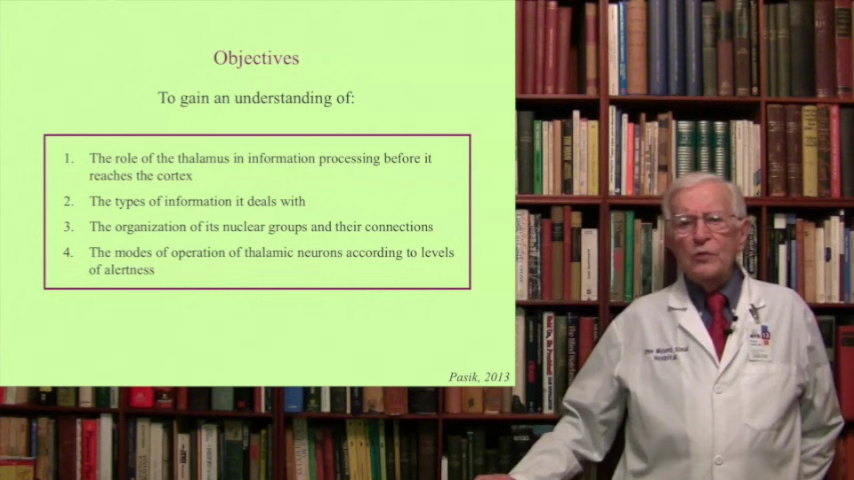 Objectives
To gain an understanding of:
1. The role of the thalamus in information processing before it
reaches the cortex
2. The types of information it deals with
3. The organization of its nuclear groups and their connections
4. The modes of operation of thalamic neurons according to levels
of alertness
Pasik, 2013
The Mount Sinai
Hospital